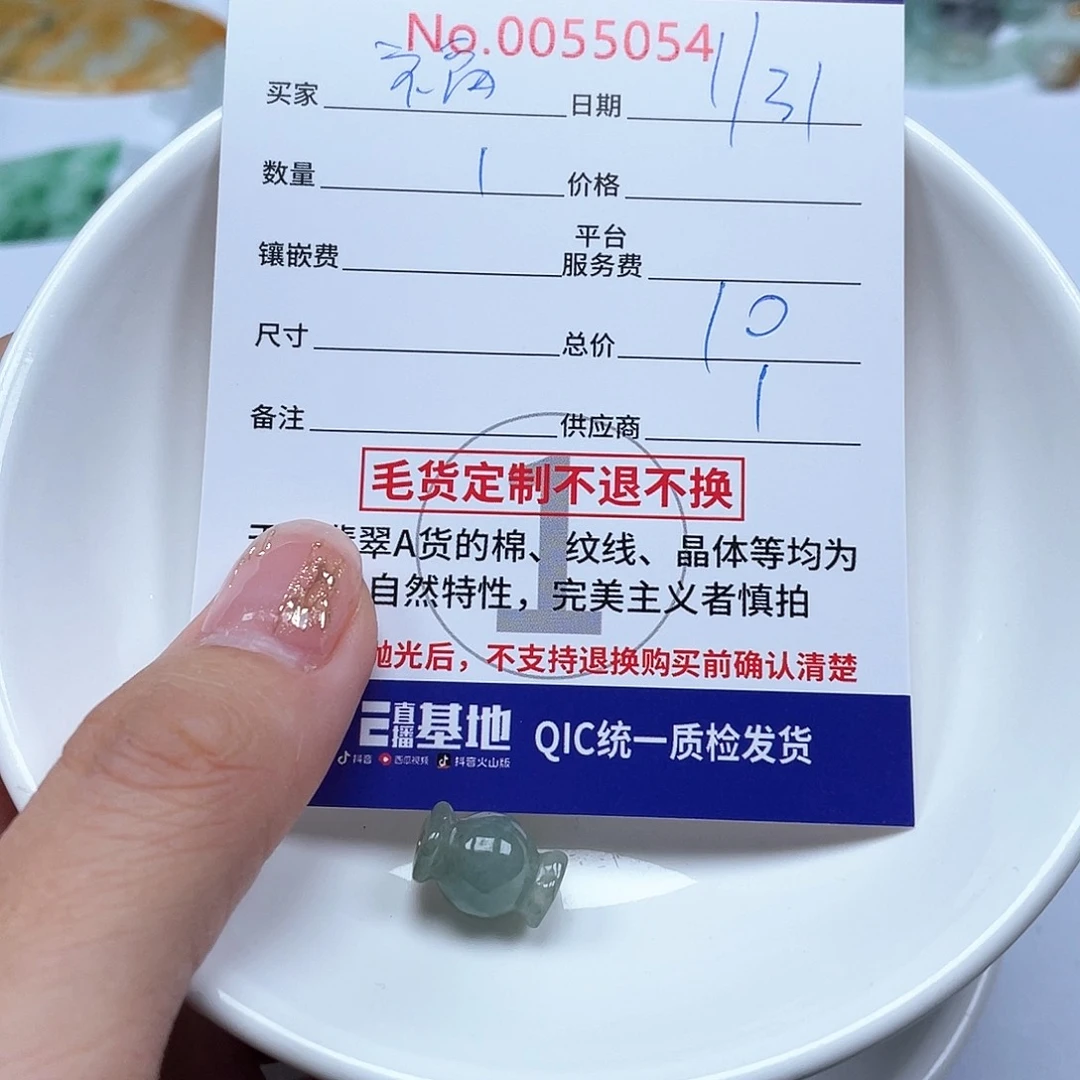 No.0055054
买家 日期 1/31
数量 1 价格
平台
镶嵌费 服务费
尺寸 总价 10
备注 供应商 1
1
毛货定制不退不换
翠A货的棉、纹线、晶体等均为
自然特性，完美主义者慎拍
抛光后，不支持退换购买前确认清楚
直播基地 QIC统一质检发货
抖音 西瓜视频 抖音火山版